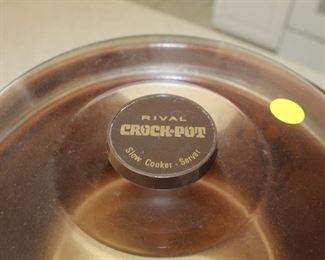 RIVAL
CROCK-POT
Slow Cooker - Server